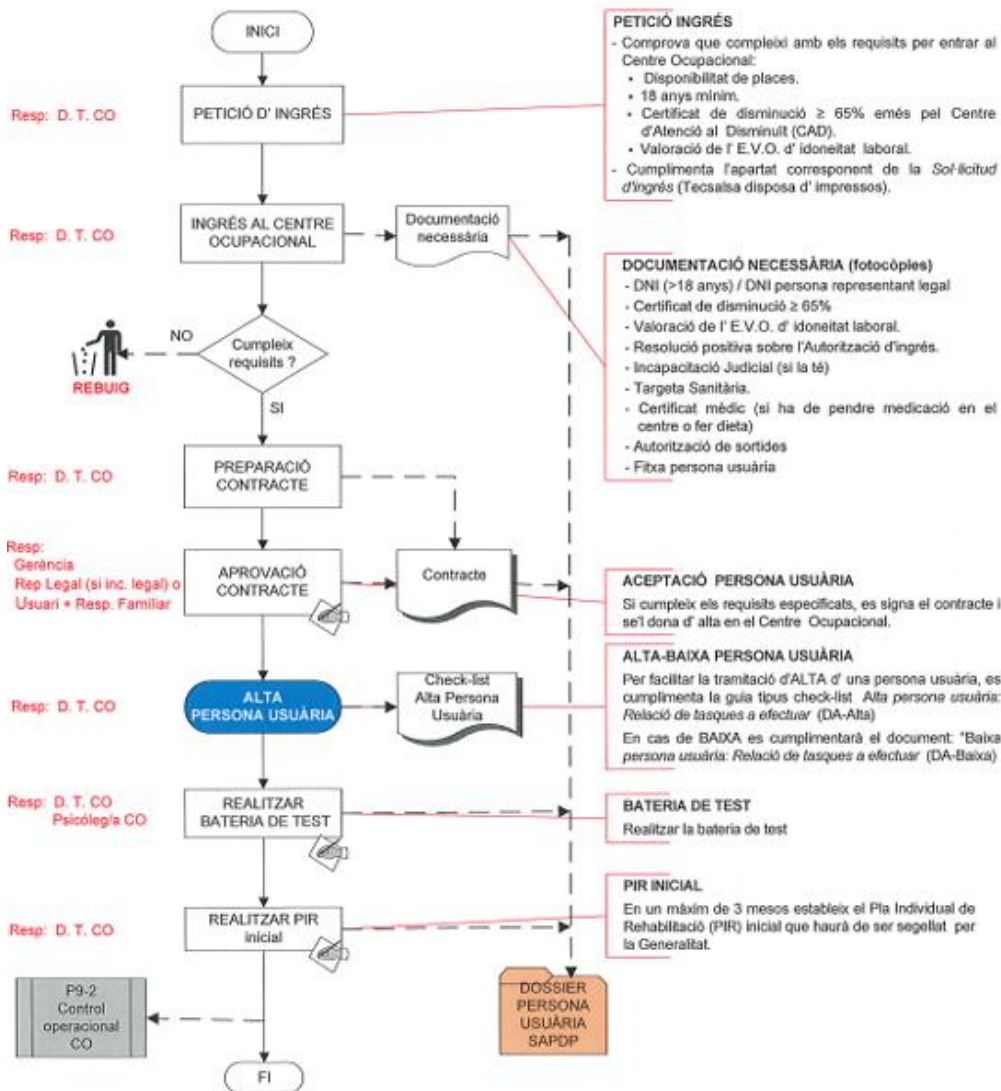 INICI
Resp: D. T. CO
PETICIÓ D' INGRÉS
PETICIÓ INGRÉS
- Comprova que compleixi amb els requisits per entrar al
Centre Ocupacional:
• Disponibilitat de places.
• 18 anys mínim.
• Certificat de disminució ≥ 65% emés pel Centre
d'Atenció al Disminuït (CAD).
• Valoració de l' E.V.O. d' idoneitat laboral.
- Cumplimenta l'apartat corresponent de la Sol·licitud
d'ingrés (Tecsalsa disposa d' impressos).
Resp: D. T. CO
INGRÉS AL CENTRE
OCUPACIONAL
Documentació
necessària
DOCUMENTACIÓ NECESSÀRIA (fotocòpies)
- DNI (>18 anys) / DNI persona representant legal
- Certificat de disminució ≥ 65%
- Valoració de l' E.V.O. d' idoneitat laboral.
- Resolució positiva sobre l'Autorització d'ingrés.
- Incapacitació Judicial (si la té)
- Targeta Sanitària.
- Certificat mèdic (si ha de pendre medicació en el
centre o fer dieta)
- Autorització de sortides
- Fitxa persona usuària
NO
Cumpleix
requisits ?
REBUIG
SI
Resp: D. T. CO
PREPARACIÓ
CONTRACTE
Resp:
Gerència
Rep Legal (si inc. legal) o
Usuari + Resp. Familiar
APROVACIÓ
CONTRACTE
Contracte
ACEPTACIÓ PERSONA USUÀRIA
Si cumpleix els requisits especificats, es signa el contracte i
se'l dona d' alta en el Centre Ocupacional.
Resp: D. T. CO
ALTA
PERSONA USUÀRIA
Check-list
Alta Persona
Usuària
ALTA-BAIXA PERSONA USUÀRIA
Per facilitar la tramitació d'ALTA d' una persona usuària, es
cumplimenta la guia tipus check-list Alta persona usuària:
Relació de tasques a efectuar (DA-Alta)
En cas de BAIXA es cumplimentarà el document: "Baixa
persona usuària: Relació de tasques a efectuar (DA-Baixa)
Resp: D. T. CO
Psicóleg/a CO
REALITZAR
BATERIA DE TEST
BATERIA DE TEST
Realitzar la bateria de test
Resp: D. T. CO
REALITZAR PIR
inicial
PIR INICIAL
En un màxim de 3 mesos estableix el Pla Individual de
Rehabilitació (PIR) inicial que haurà de ser segellat per
la Generalitat.
P9-2
Control
operacional
CO
DOSSIER
PERSONA
USUÀRIA
SAPDP
FI